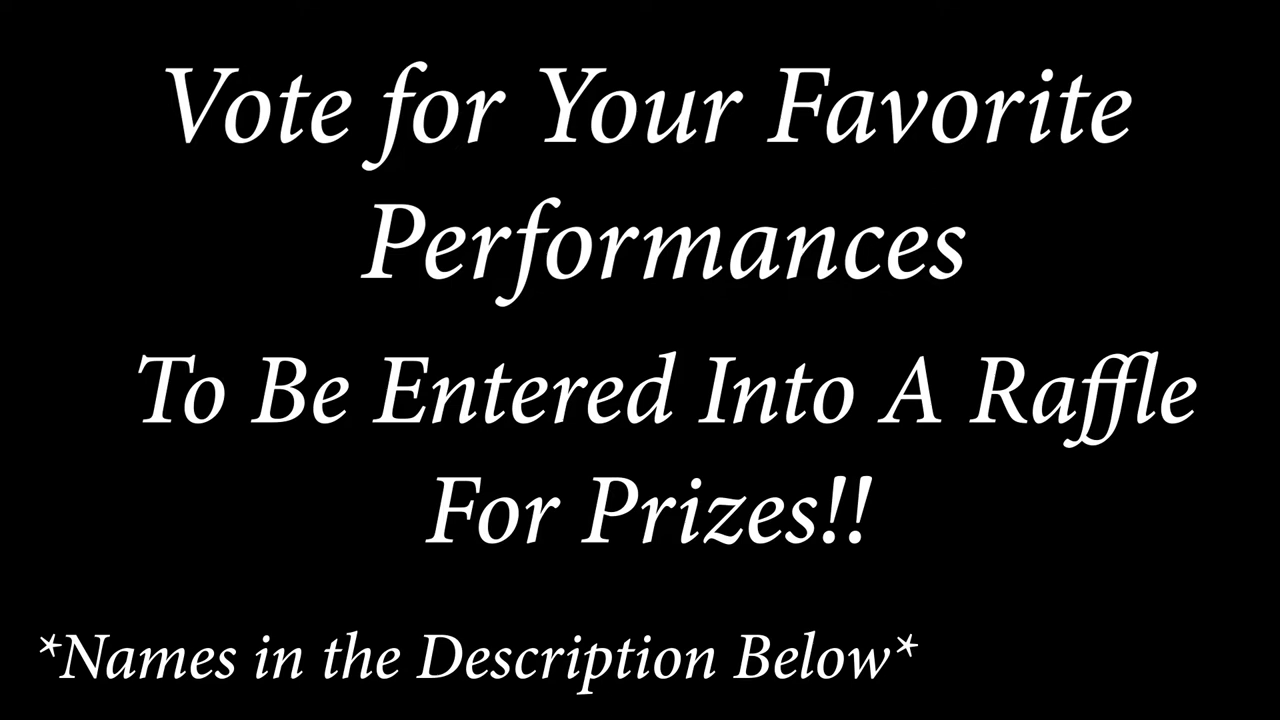 Vote for Your Favorite
Performances
To Be Entered Into A Raffle
For Prizes!!
*Names in the Description Below*